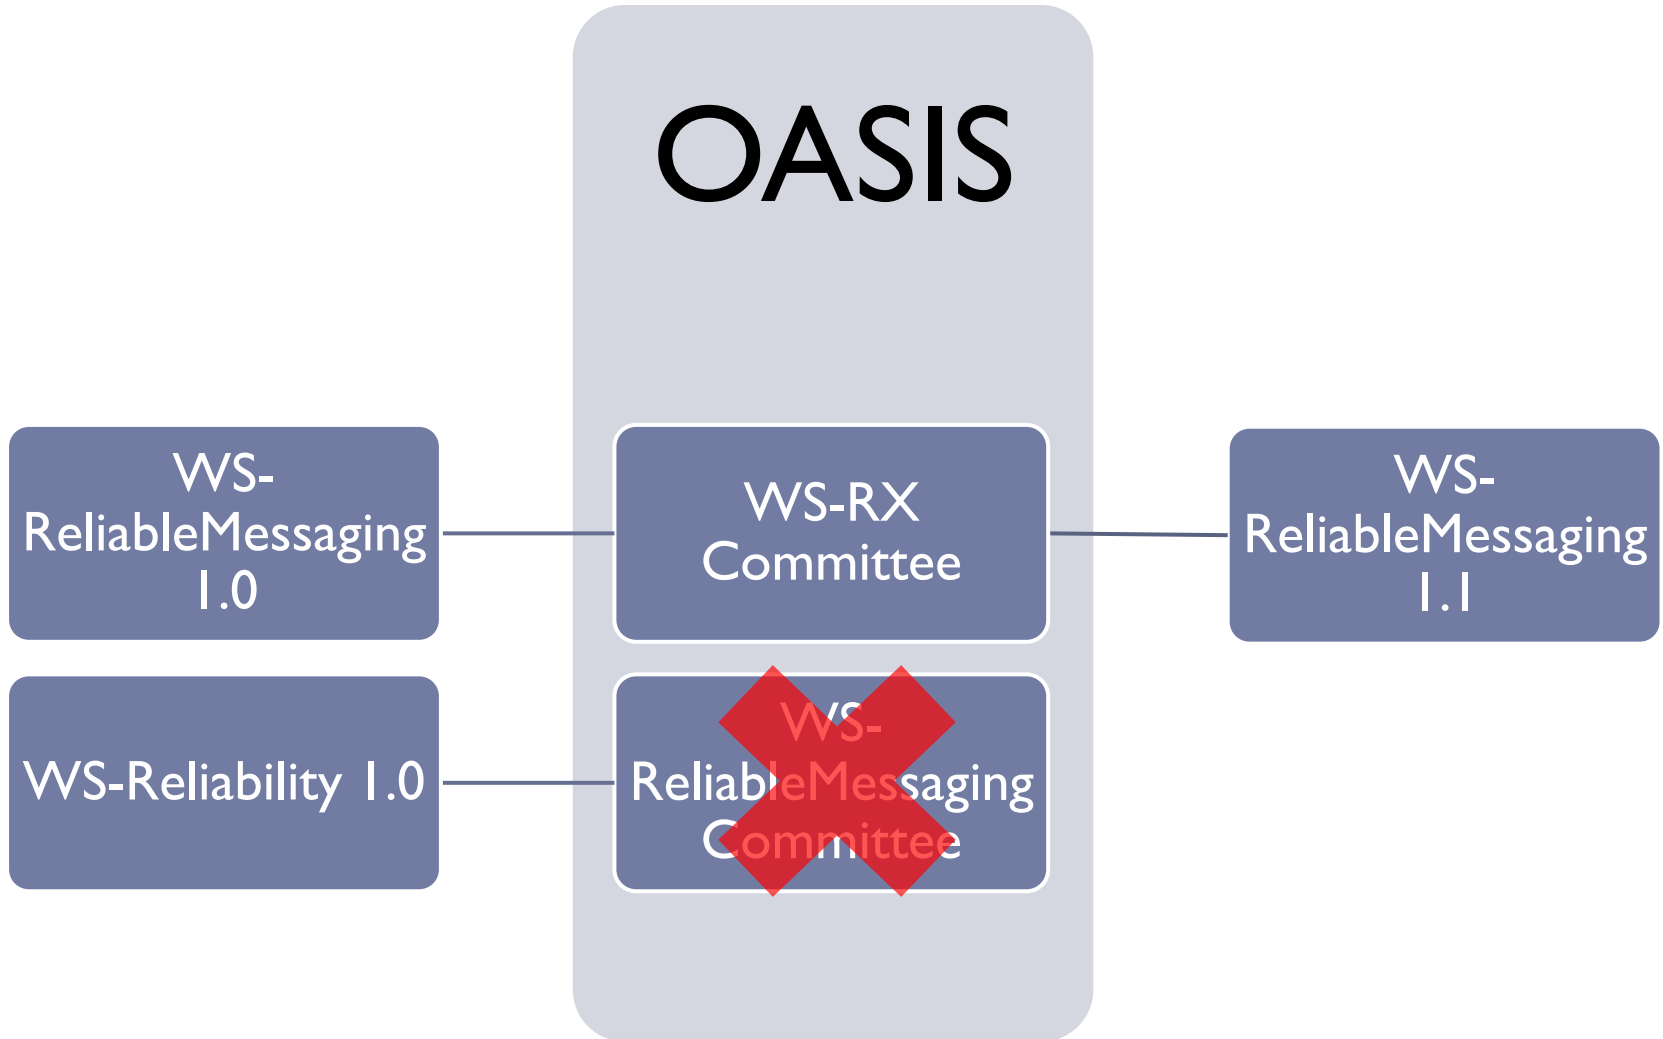 OASIS
WS-
ReliableMessaging
1.0
WS-RX
Committee
WS-
ReliableMessaging
1.1
WS-Reliability 1.0
WS-
ReliableMessaging
Committee